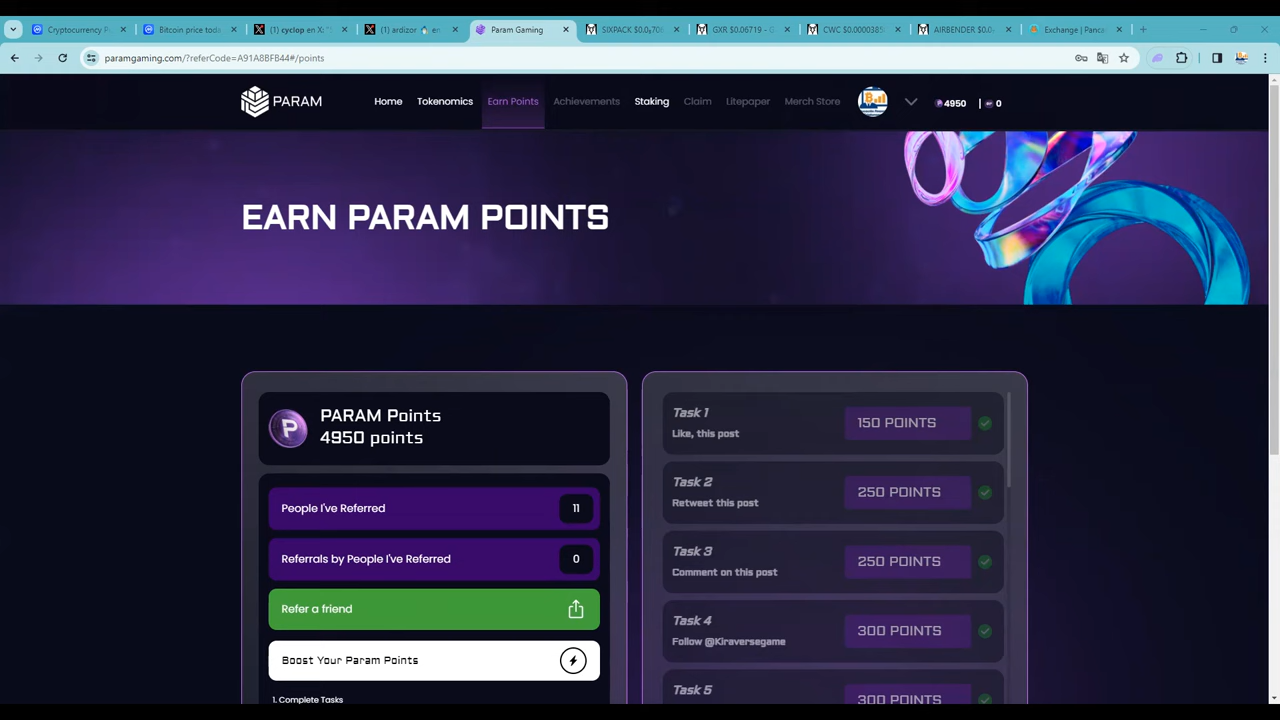 Cryptocurrency P
Bitcoin price toda
(1) cyclop en X: "
(1) ardizor en
Param Gaming
SIXPACK $0.0₅708
GXR $0.06719 - G
CWC $0.0000385
AIRBENDER $0.0
Exchange | Panca
paramgaming.com/?referCode=A91A8BFB44#/points
PARAM
Home
Tokenomics
Earn Points
Achievements
Staking
Claim
Litepaper
Merch Store
4950
| 0
EARN PARAM POINTS
PARAM Points
4950 points
People I've Referred
11
Referrals by People I've Referred
0
Refer a friend
Boost Your Param Points
1. Complete Tasks
Task 1
Like, this post
150 POINTS
Task 2
Retweet this post
250 POINTS
Task 3
Comment on this post
250 POINTS
Task 4
Follow @Kiraversegame
300 POINTS
Task 5
300 POINTS